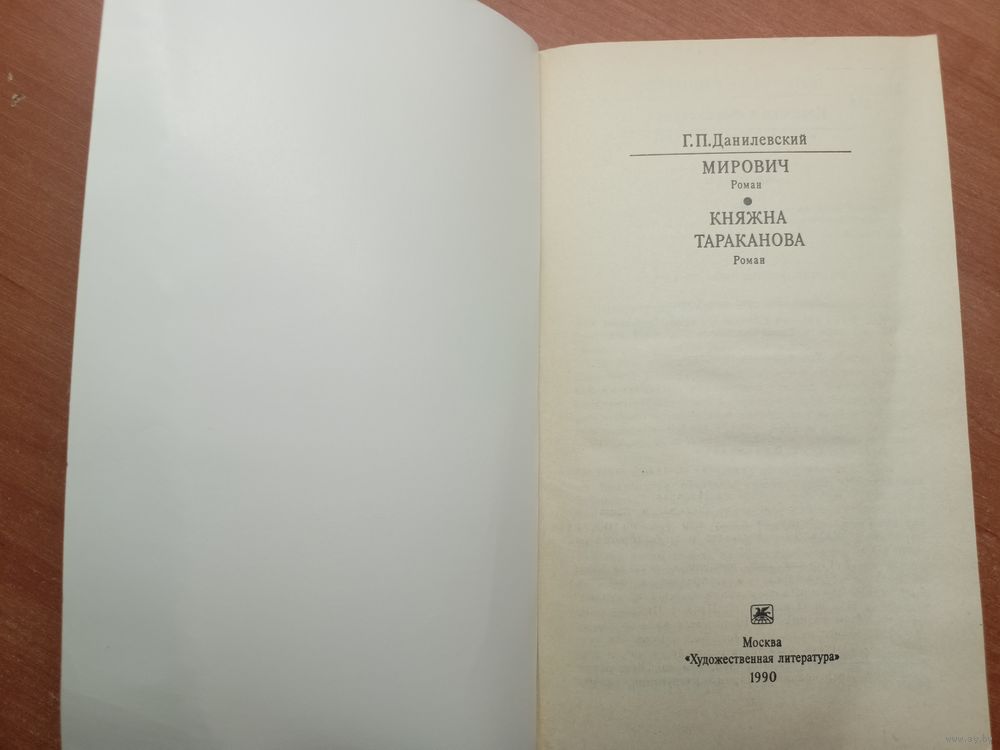 Г.П.Данилевский
МИРОВИЧ
Роман
КНЯЖНА
ТАРАКАНОВА
Роман
Москва
«Художественная литература»
1990